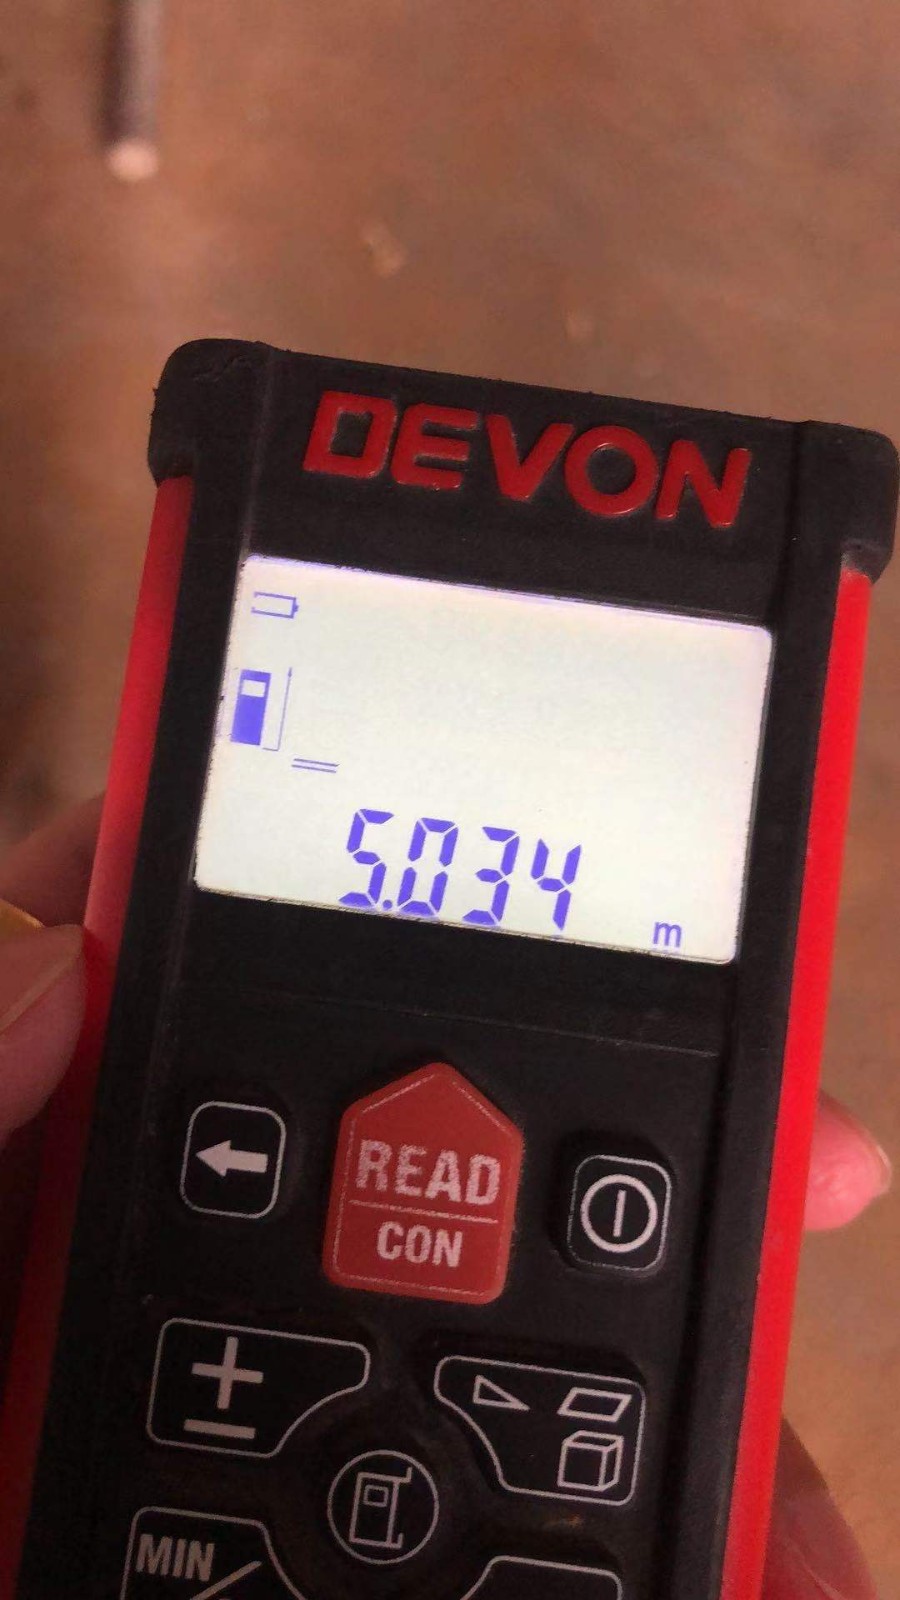 DEVON
5.034 m
READ
CON
MIN